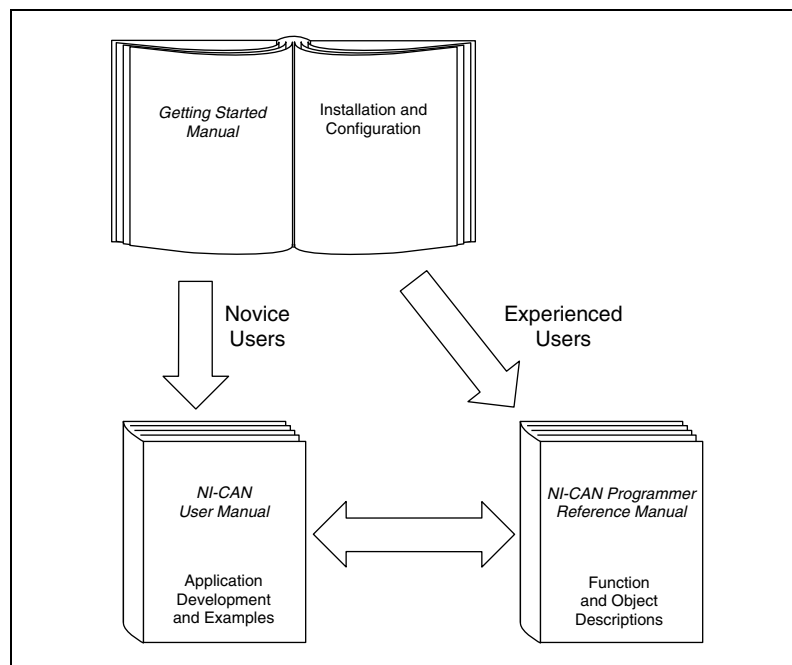 Getting Started
Manual
Installation and
Configuration
Novice
Users
Experienced
Users
NI-CAN
User Manual
Application
Development
and Examples
NI-CAN Programmer
Reference Manual
Function
and Object
Descriptions